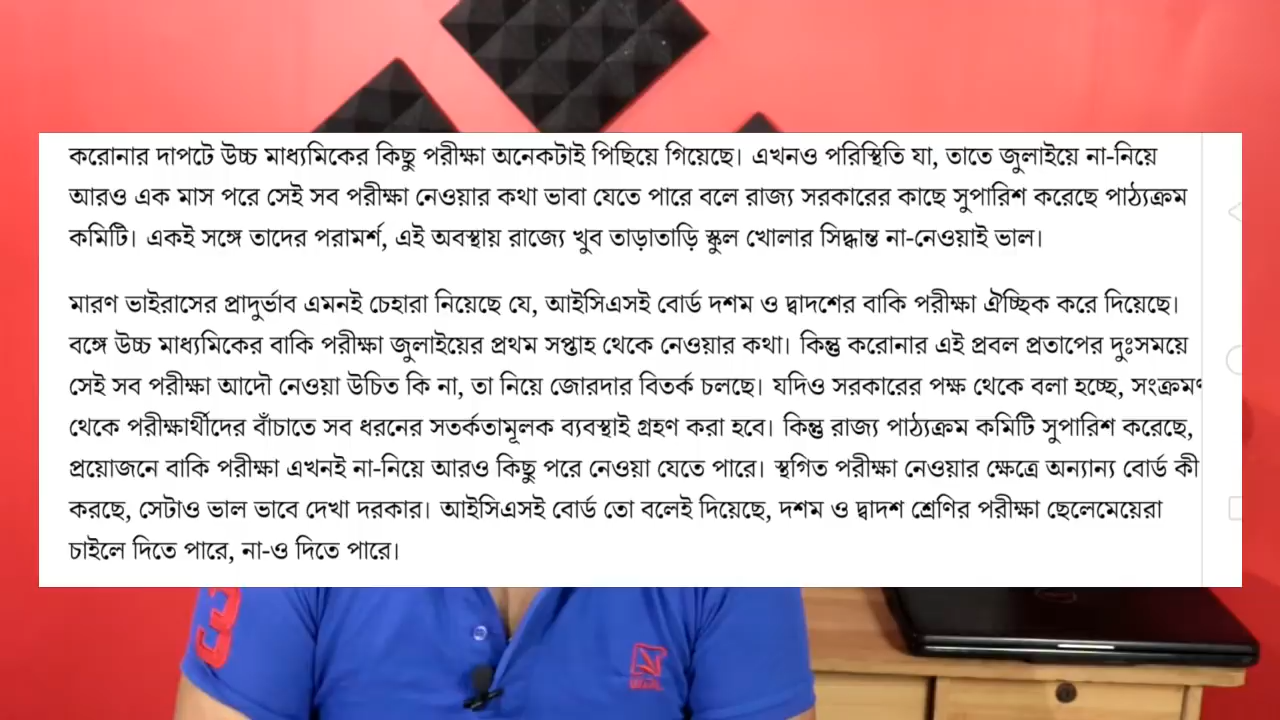 করোনার দাপটে উচ্চ মাধ্যমিকের কিছু পরীক্ষা অনেকটাই পিছিয়ে গিয়েছে। এখনও পরিস্থিতি যা, তাতে জুলাইয়ে না-নিয়ে
আরও এক মাস পরে সেই সব পরীক্ষা নেওয়ার কথা ভাবা যেতে পারে বলে রাজ্য সরকারের কাছে সুপারিশ করেছে পাঠ্যক্রম
কমিটি। একই সঙ্গে তাদের পরামর্শ, এই অবস্থায় রাজ্যে খুব তাড়াতাড়ি স্কুল খোলার সিদ্ধান্ত না-নেওয়াই ভাল।
মারণ ভাইরাসের প্রাদুর্ভাব এমনই চেহারা নিয়েছে যে, আইসিএসই বোর্ড দশম ও দ্বাদশের বাকি পরীক্ষা ঐচ্ছিক করে দিয়েছে।
বঙ্গে উচ্চ মাধ্যমিকের বাকি পরীক্ষা জুলাইয়ের প্রথম সপ্তাহ থেকে নেওয়ার কথা। কিন্তু করোনার এই প্রবল প্রতাপের দুঃসময়ে
সেই সব পরীক্ষা আদৌ নেওয়া উচিত কি না, তা নিয়ে জোরদার বিতর্ক চলছে। যদিও সরকারের পক্ষ থেকে বলা হচ্ছে, সংক্রমণ
থেকে পরীক্ষার্থীদের বাঁচাতে সব ধরনের সতর্কতামূলক ব্যবস্থাই গ্রহণ করা হবে। কিন্তু রাজ্য পাঠ্যক্রম কমিটি সুপারিশ করেছে,
প্রয়োজনে বাকি পরীক্ষা এখনই না-নিয়ে আরও কিছু পরে নেওয়া যেতে পারে। স্থগিত পরীক্ষা নেওয়ার ক্ষেত্রে অন্যান্য বোর্ড কী
করছে, সেটাও ভাল ভাবে দেখা দরকার। আইসিএসই বোর্ড তো বলেই দিয়েছে, দশম ও দ্বাদশ শ্রেণির পরীক্ষা ছেলেমেয়েরা
চাইলে দিতে পারে, না-ও দিতে পারে।
3